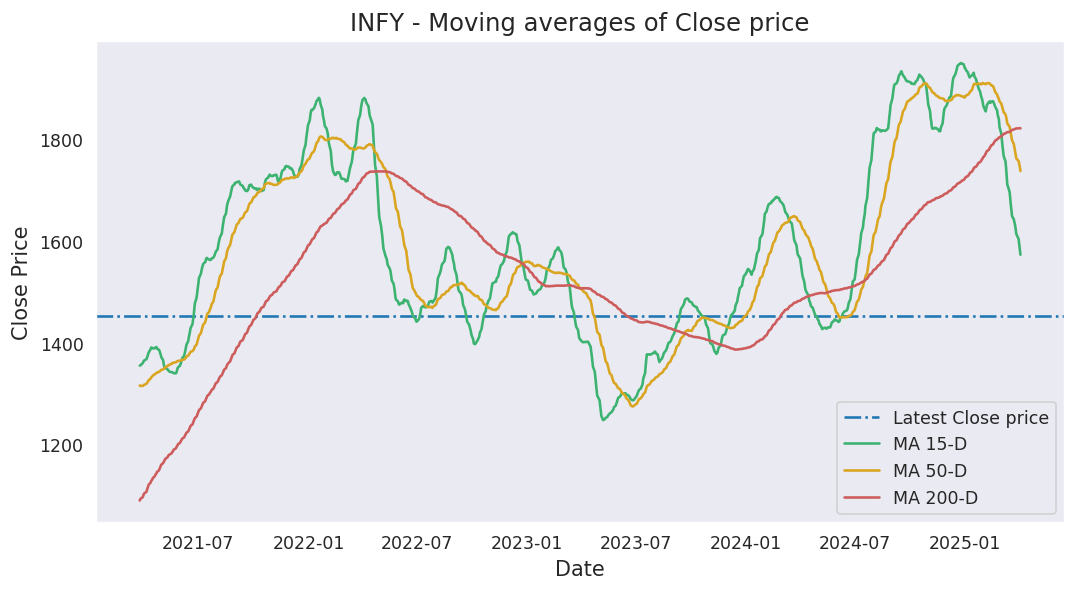 INFY - Moving averages of Close price
Close Price
1800
1600
1400
1200
Latest Close price
MA 15-D
MA 50-D
MA 200-D
2021-07 2022-01 2022-07 2023-01 2023-07 2024-01 2024-07 2025-01
Date